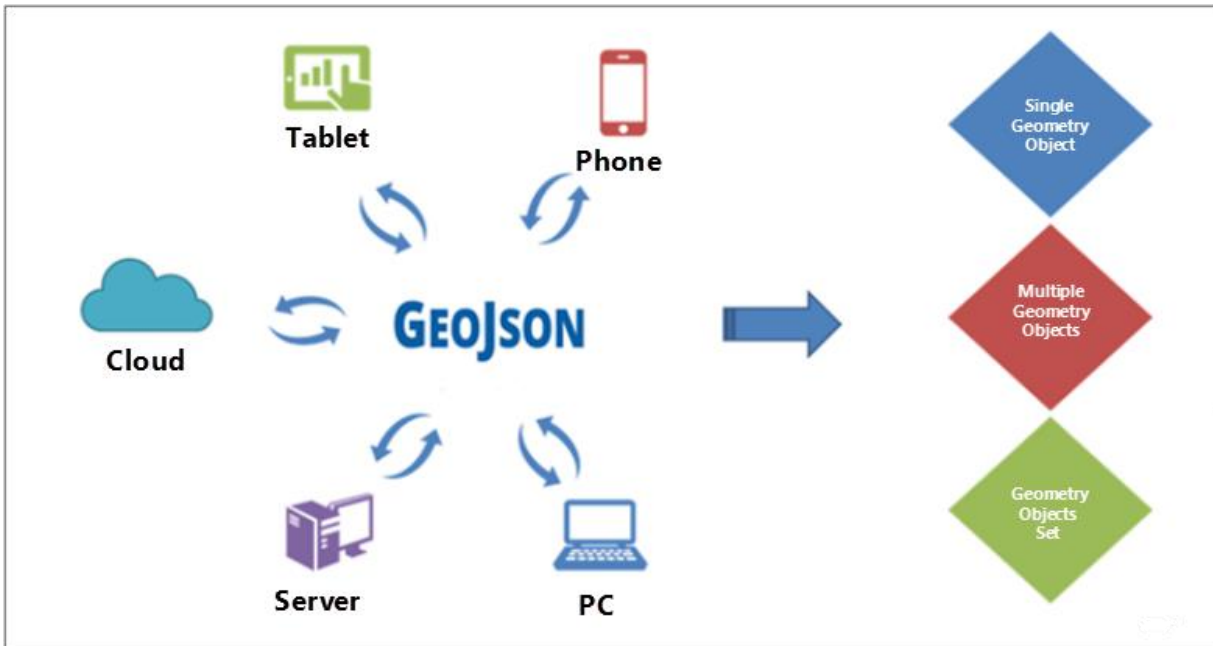 Tablet
Phone
Cloud
GEOJSON
Server
PC
Single
Geometry
Object
Multiple
Geometry
Objects
Geometry
Objects
Set